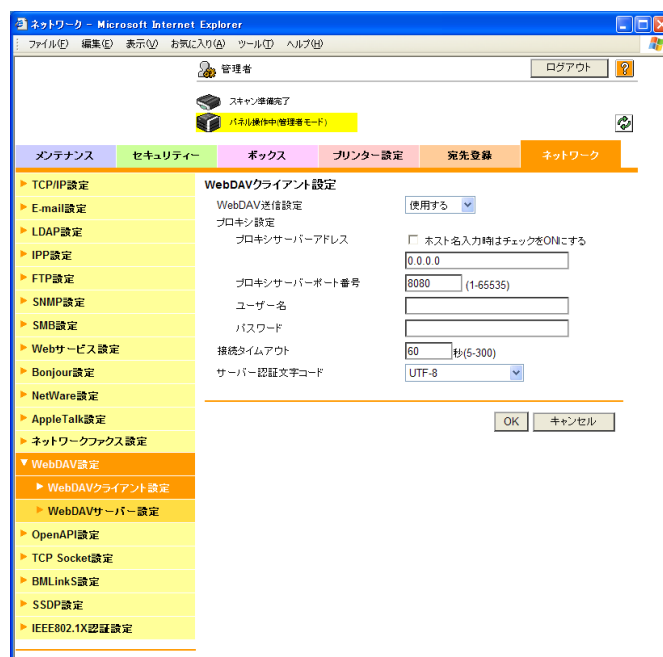 ネットワーク - Microsoft Internet Explorer
ファイル(F) 編集(E) 表示(V) お気に入り(A) ツール(T) ヘルプ(H)
管理者
ログアウト
?
スキャン準備完了
パネル操作中(管理者モード)
メンテナンス
セキュリティー
ボックス
プリンター設定
宛先登録
ネットワーク
TCP/IP設定
E-mail設定
LDAP設定
IPP設定
FTP設定
SNMP設定
SMB設定
Webサービス設定
Bonjour設定
NetWare設定
AppleTalk設定
ネットワークファクス設定
WebDAV設定
WebDAVクライアント設定
WebDAVサーバー設定
OpenAPI設定
TCP Socket設定
BMLinkS設定
SSDP設定
IEEE802.1X認証設定
WebDAVクライアント設定
WebDAV送信設定 使用する
プロキシ設定
プロキシサーバーアドレス ホスト名入力時はチェックをONにする
0.0.0.0
プロキシサーバーポート番号 8080 (1-65535)
ユーザー名
パスワード
接続タイムアウト 60 秒(5-300)
サーバー認証文字コード UTF-8
OK キャンセル